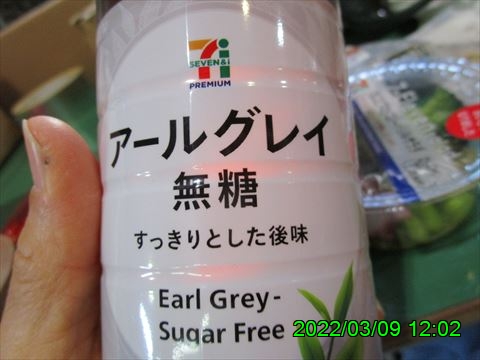 SEVEN&i
PREMIUM
アールグレイ
無糖
すっきりとした後味
Earl Grey-
Sugar Free
2022/03/09 12:02